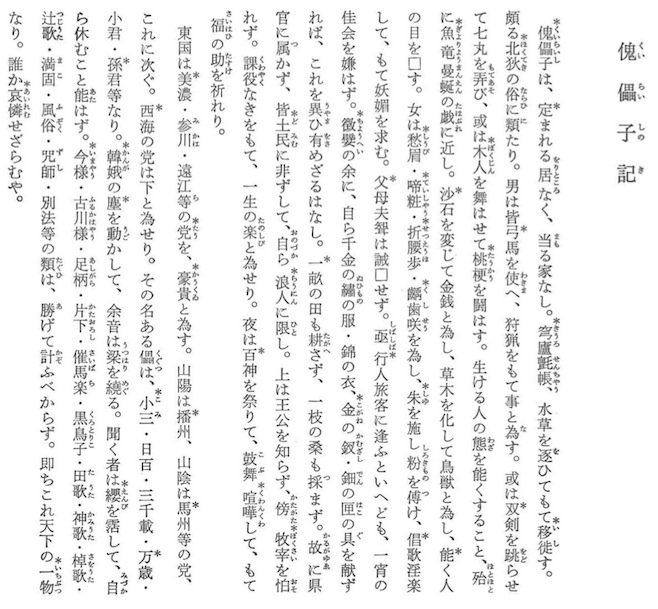 傀儡子記
傀儡子は、定まれる居なく、当る家なし。穹廬氈帳、水草を逐ひてもて移徙す。
頗る北狄の俗に類たり。男は皆弓馬を使へ、狩猟をもて事と為す。或は双剣を跳らせ
て七丸を弄び、或は木人を舞はせて桃梗を闘はす。生ける人の態を能くすること、殆
に魚竜曼蜒の戯に近し。沙石を変じて金銭と為し、草木を化して鳥獣と為し、能く人
の目を□す。女は愁眉・啼粧・折腰歩・齲歯咲を為し、朱を施し粉を傅け、倡歌淫楽
して、もて妖媚を求む。父母夫聟は誡□せず。亟行人旅客に逢ふといへども、一宵の
佳会を嫌はず。徴嬖の余に、自ら千金の繡の服・錦の衣、金の釵・鈿の匣の具を献ず
れば、これを異ひ有めざるはなし。一畝の田も耕さず、一枝の桑も採まず。故に県
官に属かず、皆土民に非ずして、自ら浪人に限し。上は王公を知らず、傍牧宰を怕
れず。課役なきをもて、一生の楽と為せり。夜は百神を祭りて、鼓舞喧嘩して、もて
福の助を祈れり。
東国は美濃・参川・遠江等の党を、豪貴と為す。山陽は播州、山陰は馬州等の党、
これに次ぐ。西海の党は下と為せり。その名ある儡は、小三・日百・三千載・万歳・
小君・孫君等なり。韓娥の塵を動かして、余音は梁を繞る。聞く者は纓を霑して、自
ら休むこと能はず。今様・古川様・足柄・片下・催馬楽・黒鳥子・田歌・神歌・棹歌・
辻歌・満固・風俗・咒師・別法等の類は、勝げて計ふべからず。即ちこれ天下の一物
なり。誰か哀憐せざらむや。